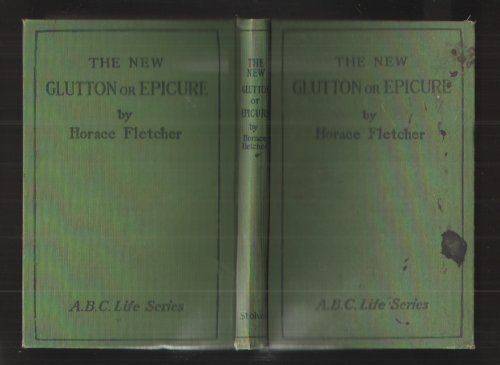 THE NEW
GLUTTON OR EPICURE
by
Horace Fletcher
A.B.C. Life Series
THE
NEW
GLUTTON
OR
EPICURE
by
Horace
Fletcher
THE NEW
GLUTTON OR EPICURE
by
Horace Fletcher
A.B.C. Life Series